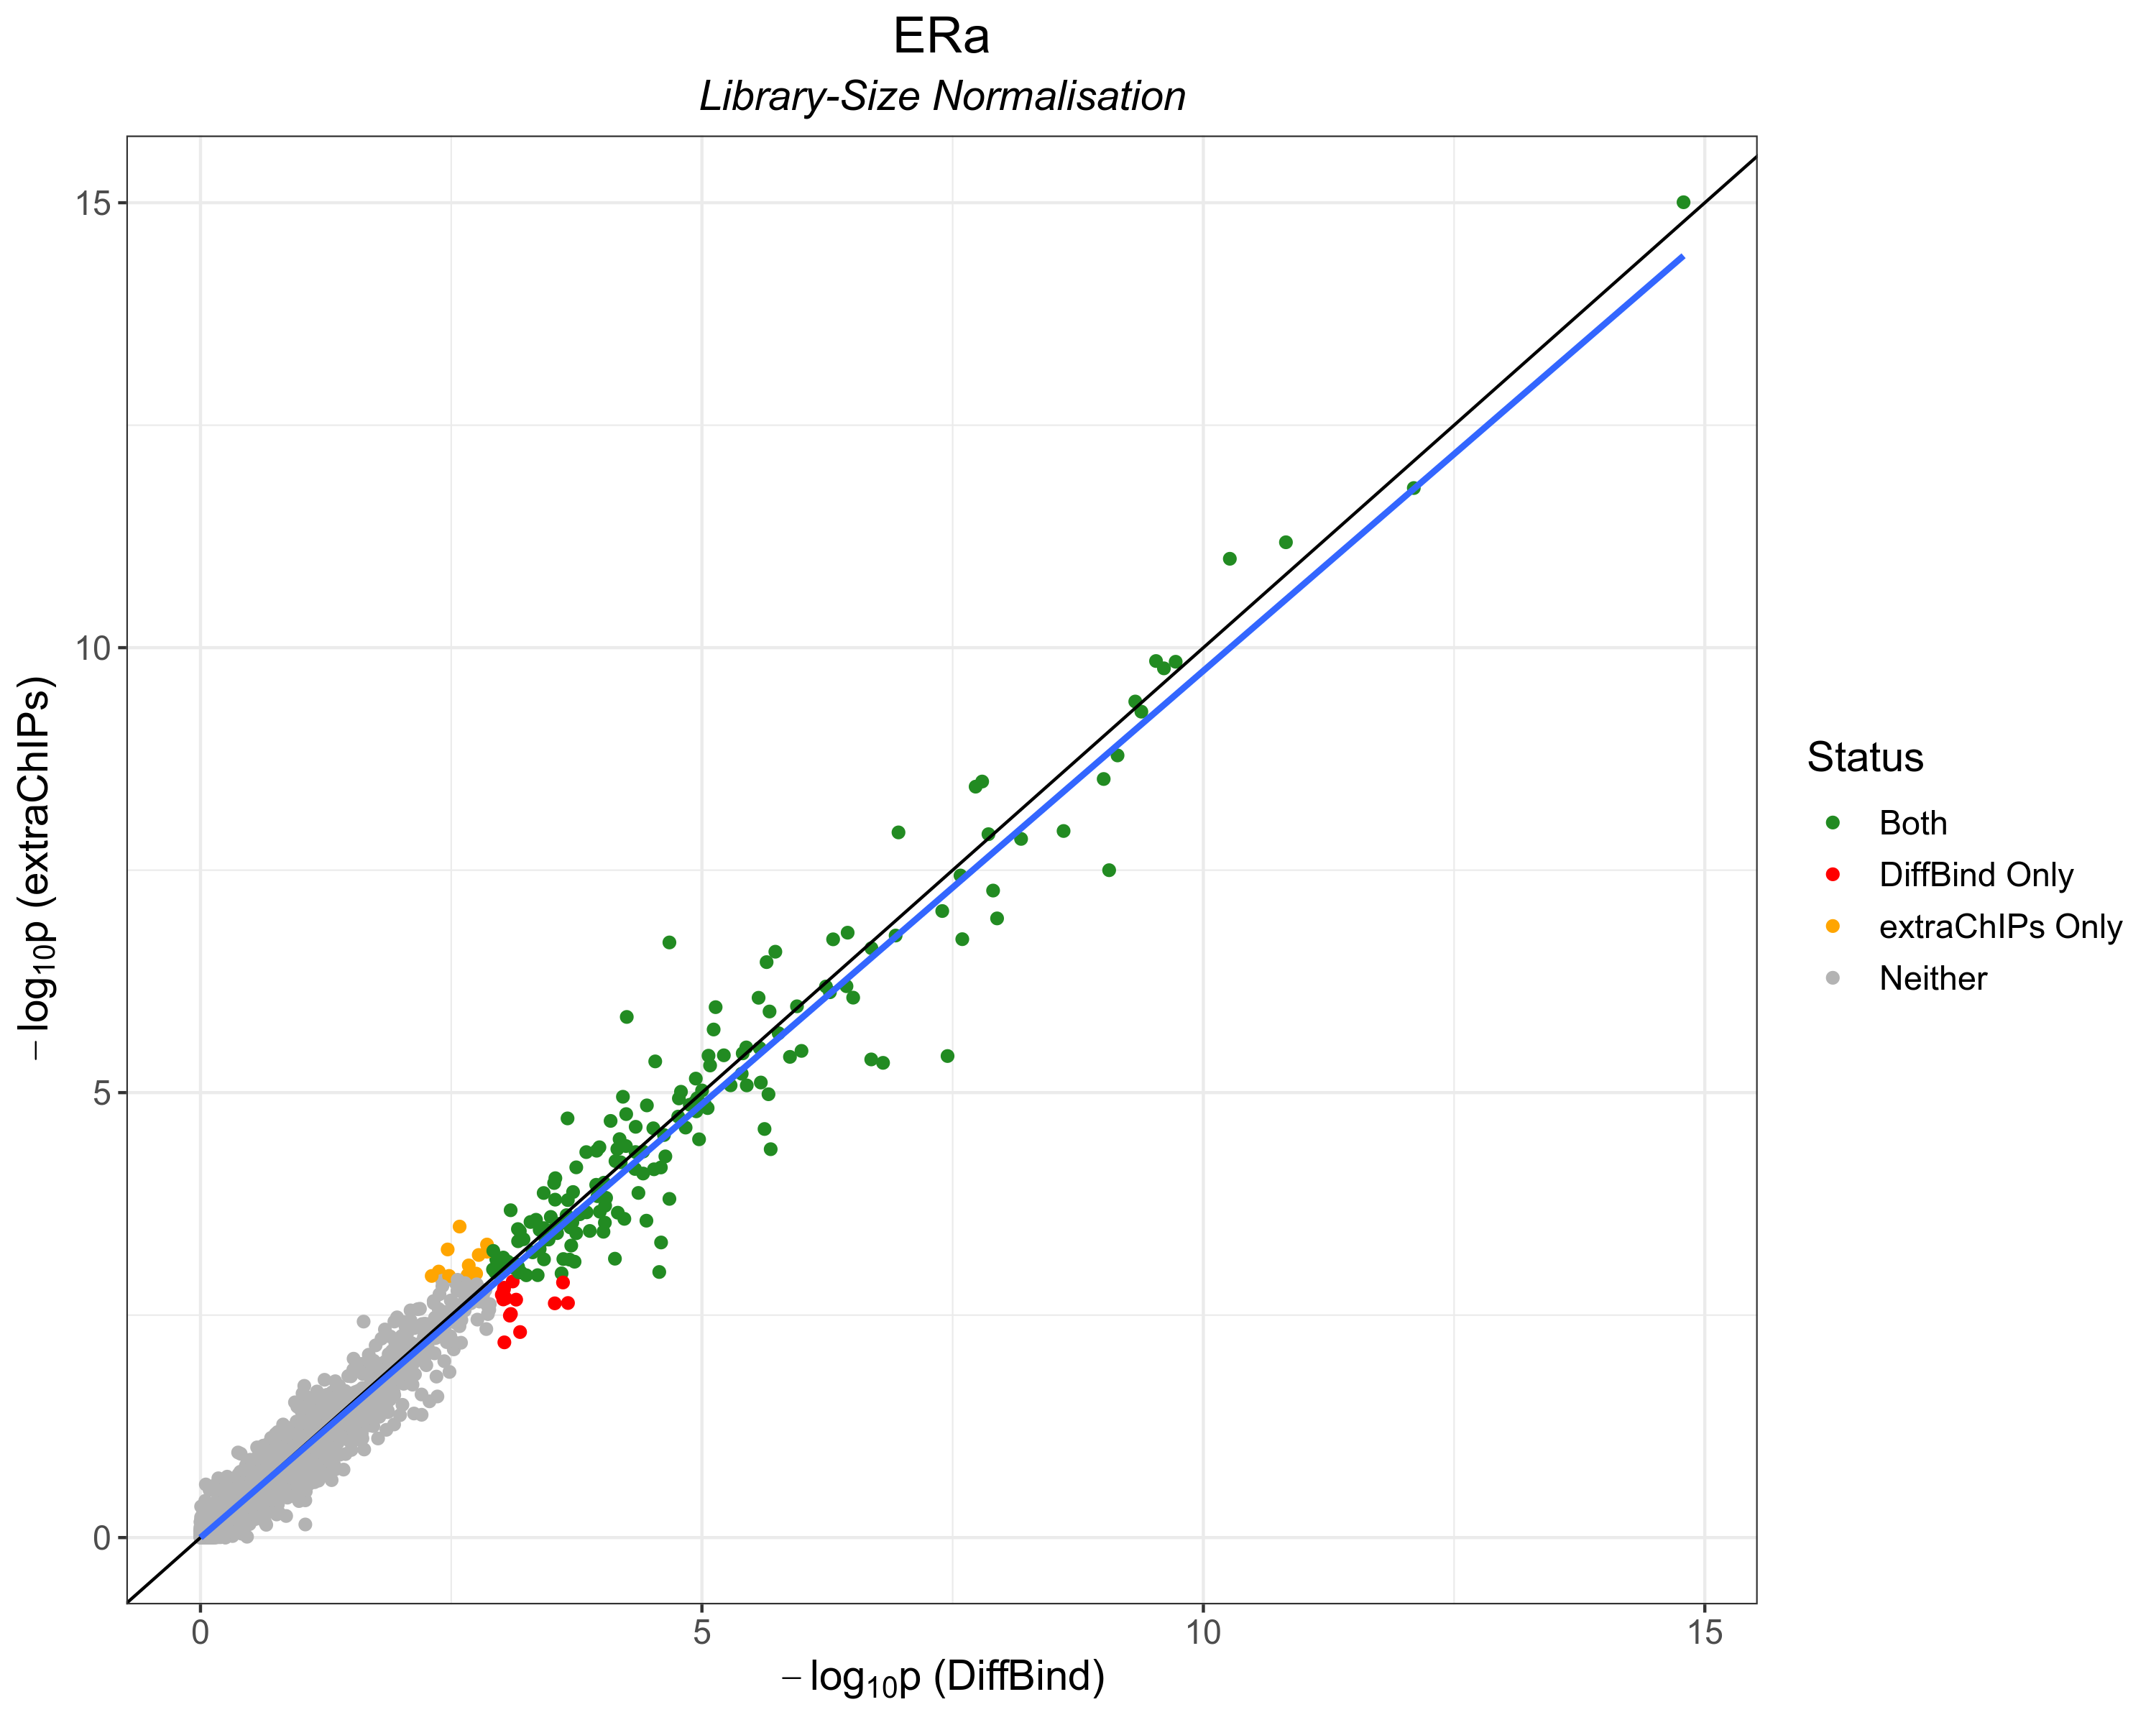 ERa
Library-Size Normalisation
15
10
5
0
− log₁₀p (extraChIPs)
0 5 10 15
− log₁₀p (DiffBind)
Status
Both
DiffBind Only
extraChIPs Only
Neither